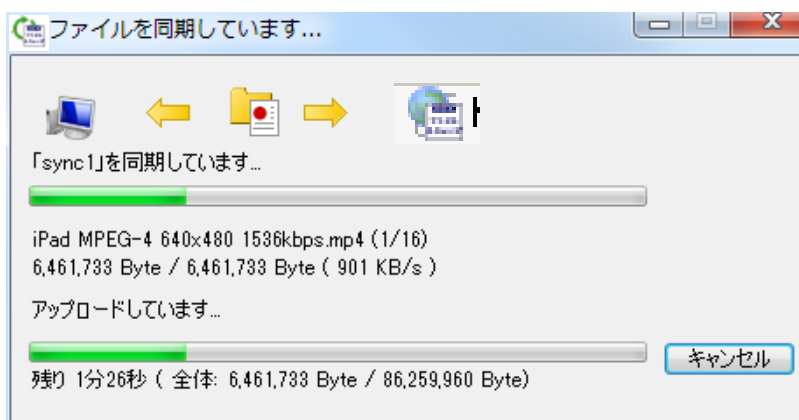 ファイルを同期しています...
「sync1」を同期しています...
iPad MPEG-4 640x480 1536kbps.mp4 (1/16)
6,461,733 Byte / 6,461,733 Byte ( 901 KB/s )
アップロードしています...
キャンセル
残り 1分26秒 ( 全体: 6,461,733 Byte / 86,259,960 Byte)